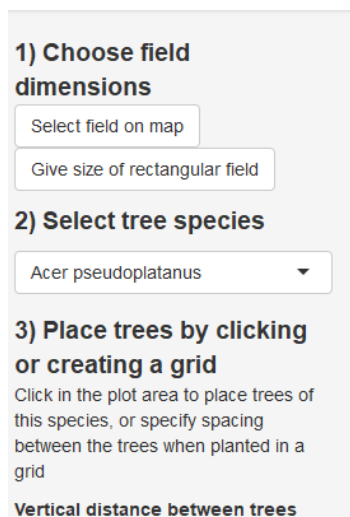 1) Choose field
dimensions
Select field on map
Give size of rectangular field
2) Select tree species
Acer pseudoplatanus
3) Place trees by clicking
or creating a grid
Click in the plot area to place trees of
this species, or specify spacing
between the trees when planted in a
grid
Vertical distance between trees